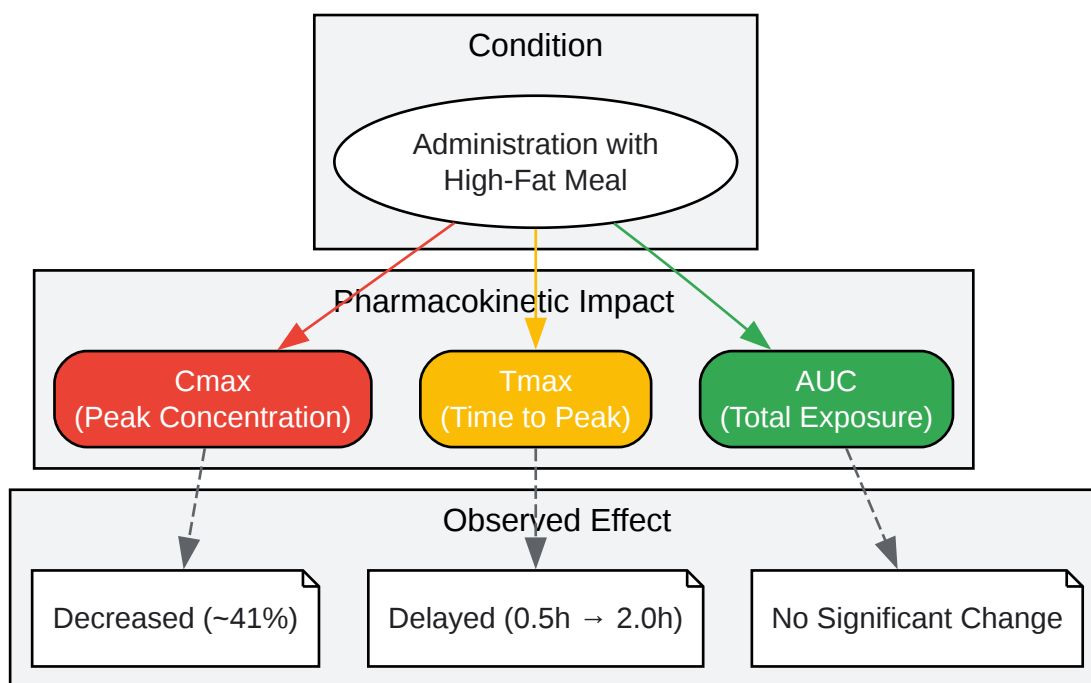 Condition
Administration with
High-Fat Meal
Pharmacokinetic Impact
Cmax
(Peak Concentration)
Tmax
(Time to Peak)
AUC
(Total Exposure)
Observed Effect
Decreased (~41%)
Delayed (0.5h → 2.0h)
No Significant Change